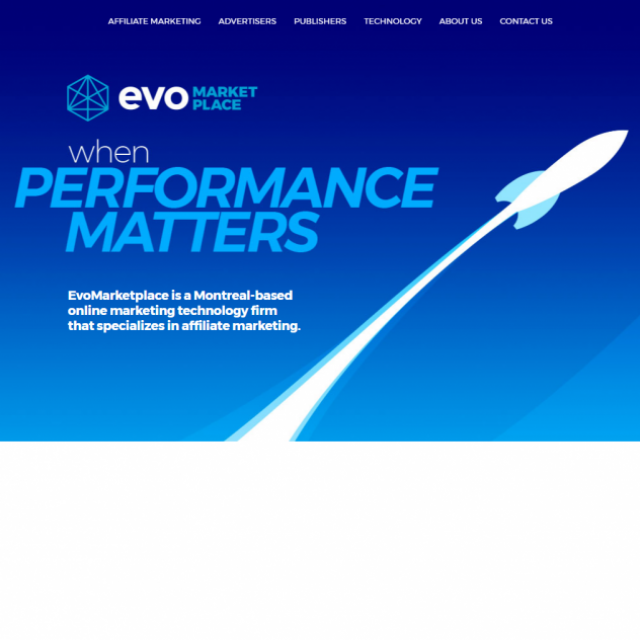 AFFILIATE MARKETING ADVERTISERS PUBLISHERS TECHNOLOGY ABOUT US CONTACT US
evo MARKET PLACE
when
PERFORMANCE
MATTERS
EvoMarketplace is a Montreal-based
online marketing technology firm
that specializes in affiliate marketing.